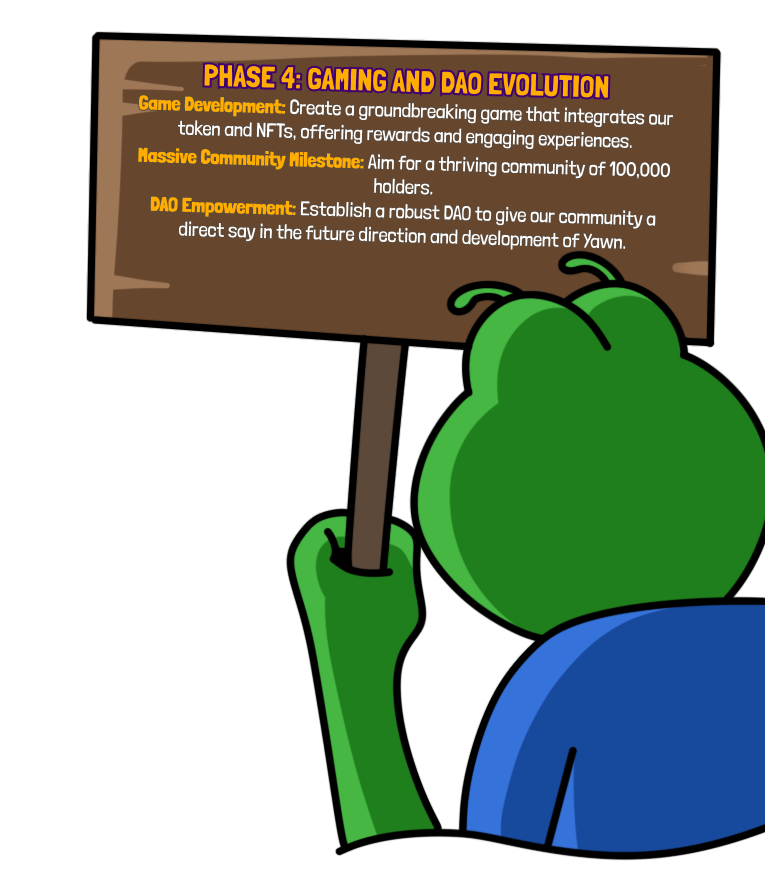 PHASE 4: GAMING AND DAO EVOLUTION
Game Development: Create a groundbreaking game that integrates our
token and NFTs, offering rewards and engaging experiences.
Massive Community Milestone: Aim for a thriving community of 100,000
holders.
DAO Empowerment: Establish a robust DAO to give our community a
direct say in the future direction and development of Yawn.